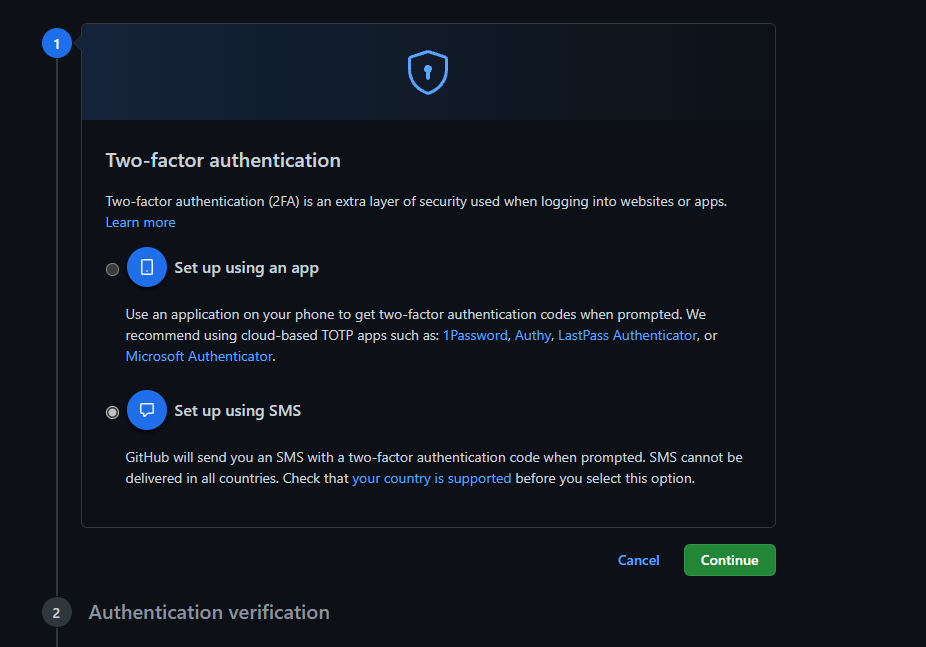 1
Two-factor authentication
Two-factor authentication (2FA) is an extra layer of security used when logging into websites or apps.
Learn more
Set up using an app
Use an application on your phone to get two-factor authentication codes when prompted. We
recommend using cloud-based TOTP apps such as: 1Password, Authy, LastPass Authenticator, or
Microsoft Authenticator.
Set up using SMS
GitHub will send you an SMS with a two-factor authentication code when prompted. SMS cannot be
delivered in all countries. Check that your country is supported before you select this option.
Cancel Continue
2 Authentication verification